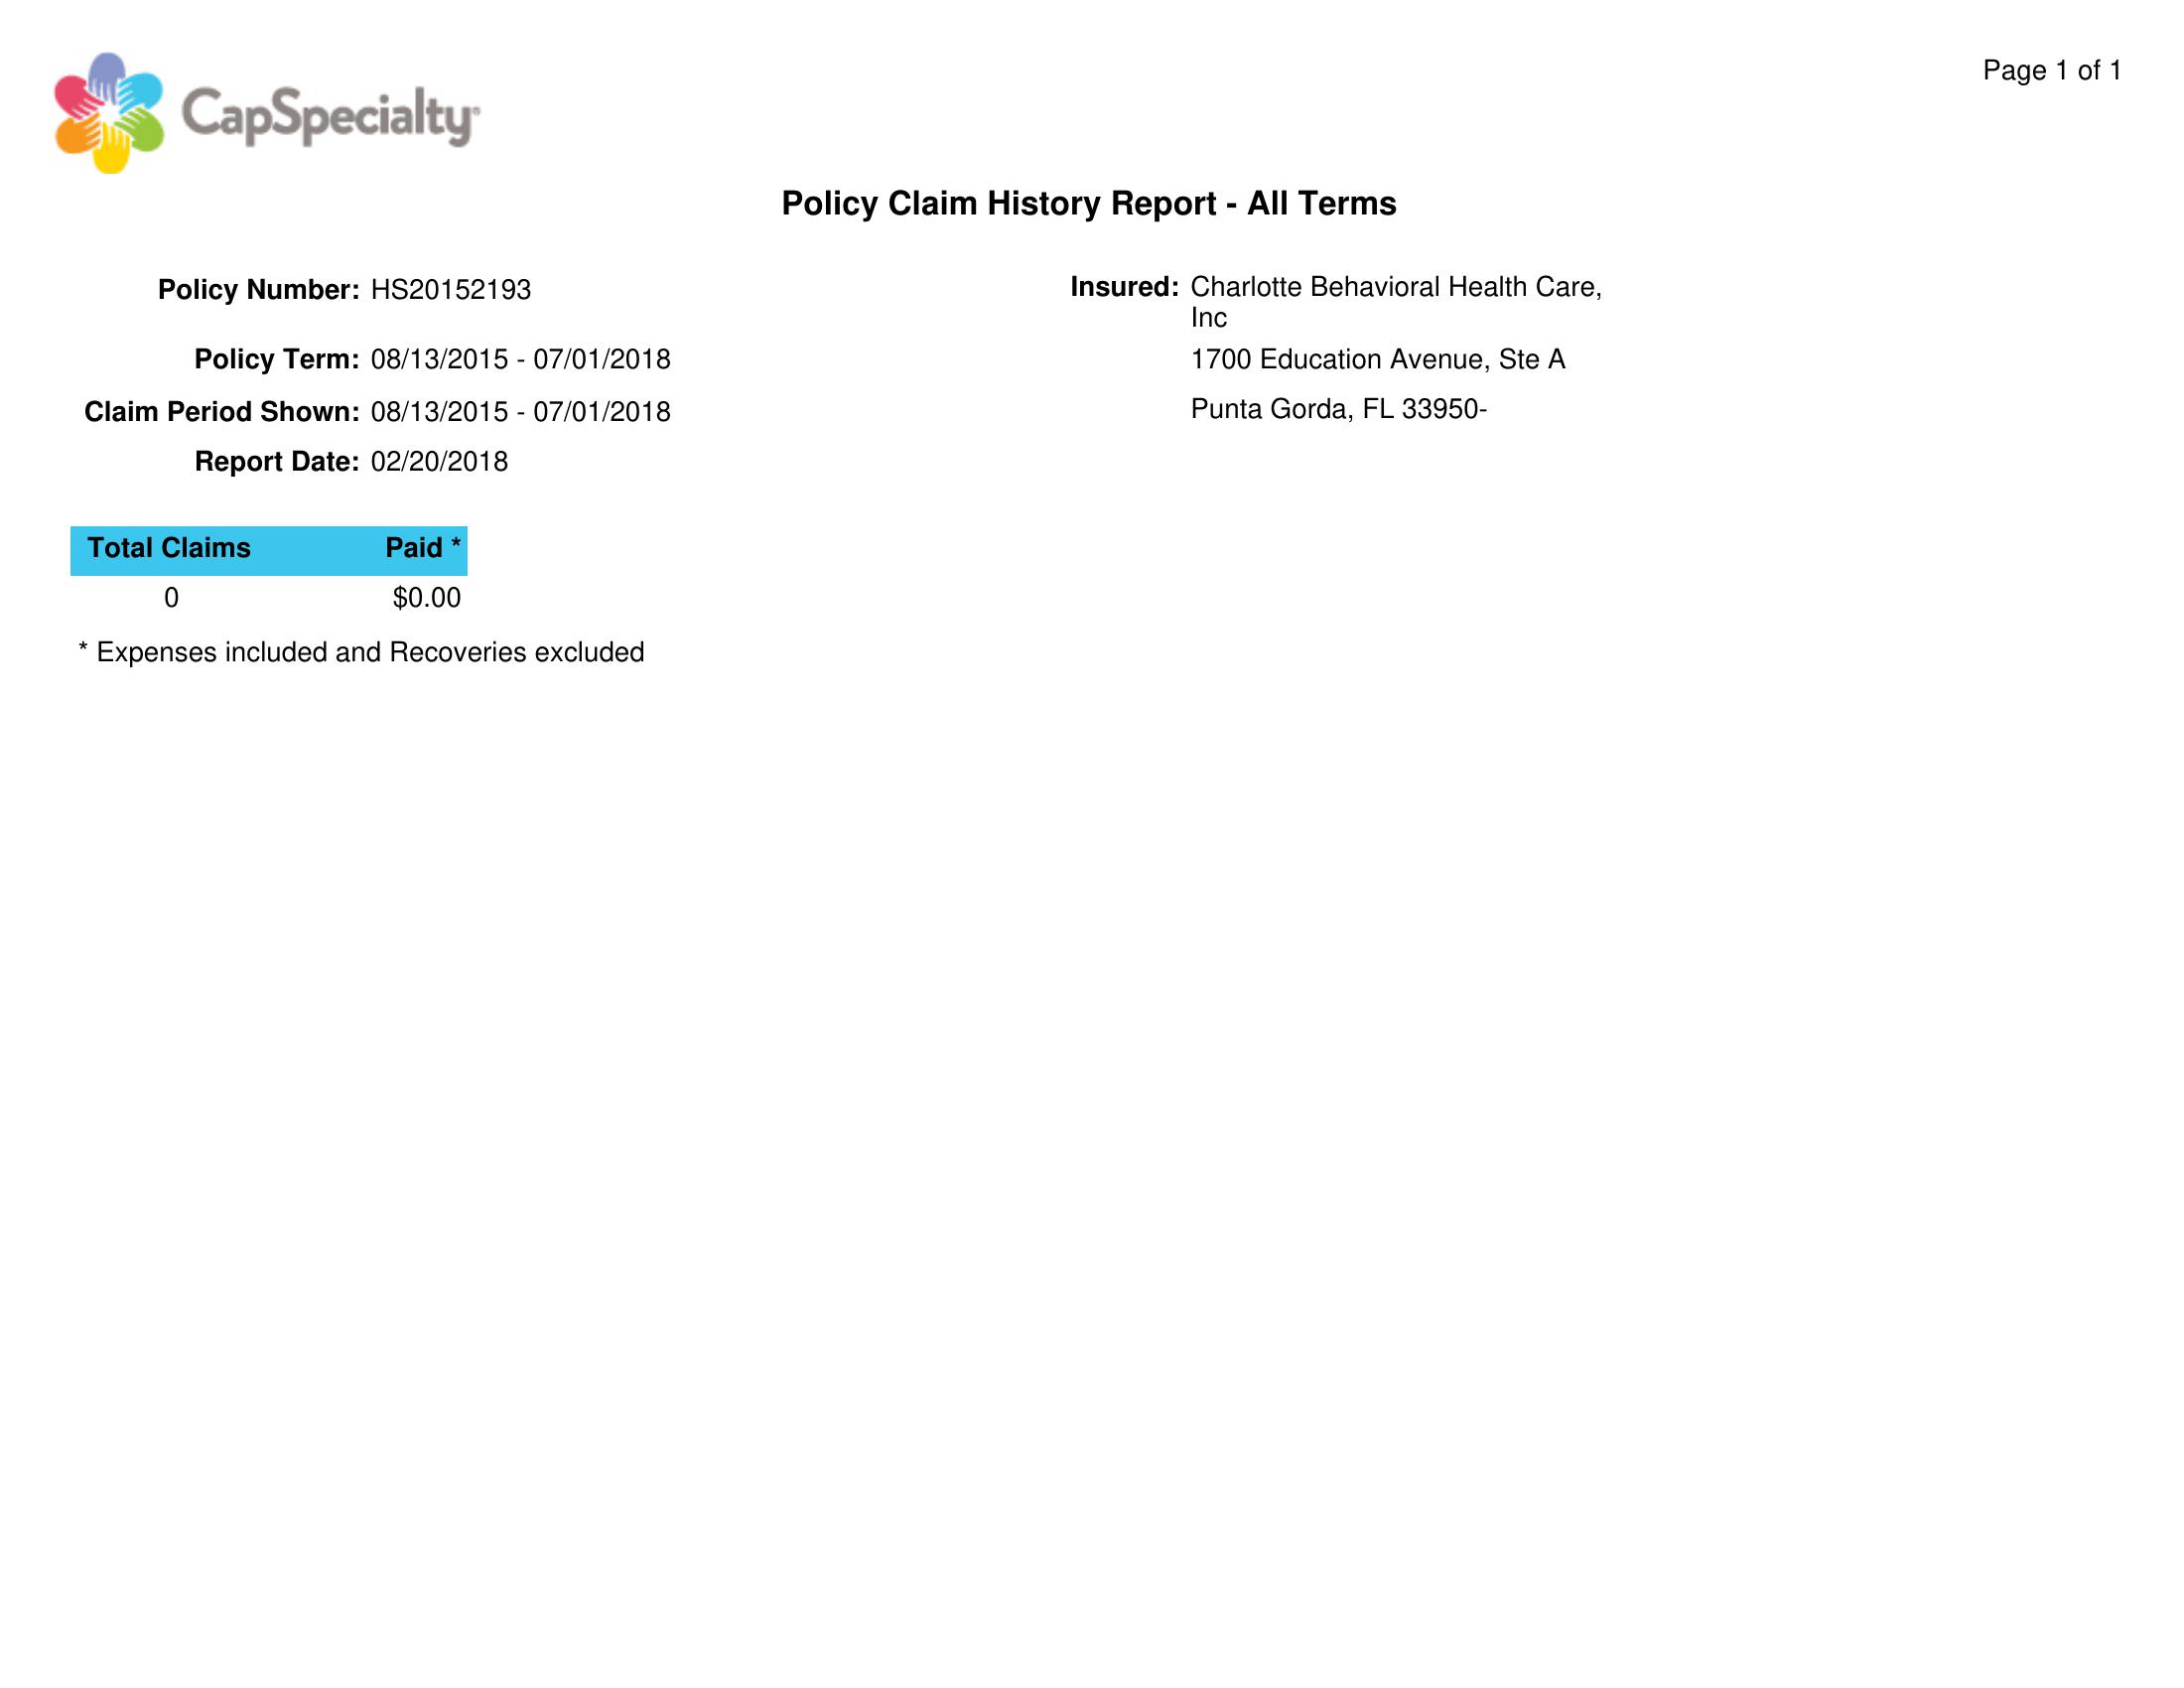 CapSpecialty
Page 1 of 1
Policy Claim History Report - All Terms
Policy Number: HS20152193
Policy Term: 08/13/2015 - 07/01/2018
Claim Period Shown: 08/13/2015 - 07/01/2018
Report Date: 02/20/2018
Insured: Charlotte Behavioral Health Care,
Inc
1700 Education Avenue, Ste A
Punta Gorda, FL 33950-
Total Claims Paid *
0 $0.00
* Expenses included and Recoveries excluded